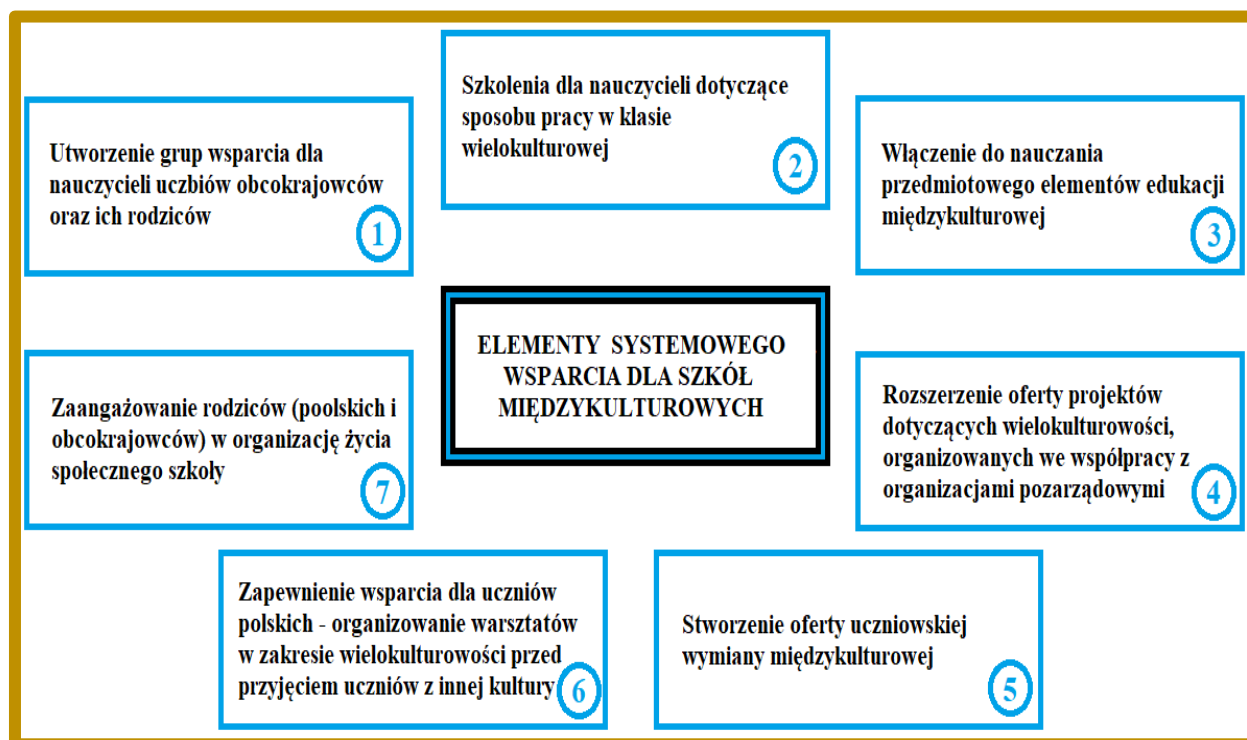 Utworzenie grup wsparcia dla
nauczycieli uczbiów obcokrajowców
oraz ich rodziców
1
Szkolenia dla nauczycieli dotyczące
sposobu pracy w klasie
wielokulturowej
2
Włączenie do nauczania
przedmiotowego elementów edukacji
międzykulturowej
3
ELEMENTY SYSTEMOWEGO
WSPARCIA DLA SZKÓŁ
MIĘDZYKULTUROWYCH
Rozszerzenie oferty projektów
dotyczących wielokulturowości,
organizowanych we współpracy z
organizacjami pozarządowymi
4
Stworzenie oferty uczniowskiej
wymiany międzykulturowej
5
Zapewnienie wsparcia dla uczniów
polskich - organizowanie warsztatów
w zakresie wielokulturowości przed
przyjęciem uczniów z innej kultury
6
Zaangażowanie rodziców (poolskich i
obcokrajowców) w organizację życia
społecznego szkoły
7